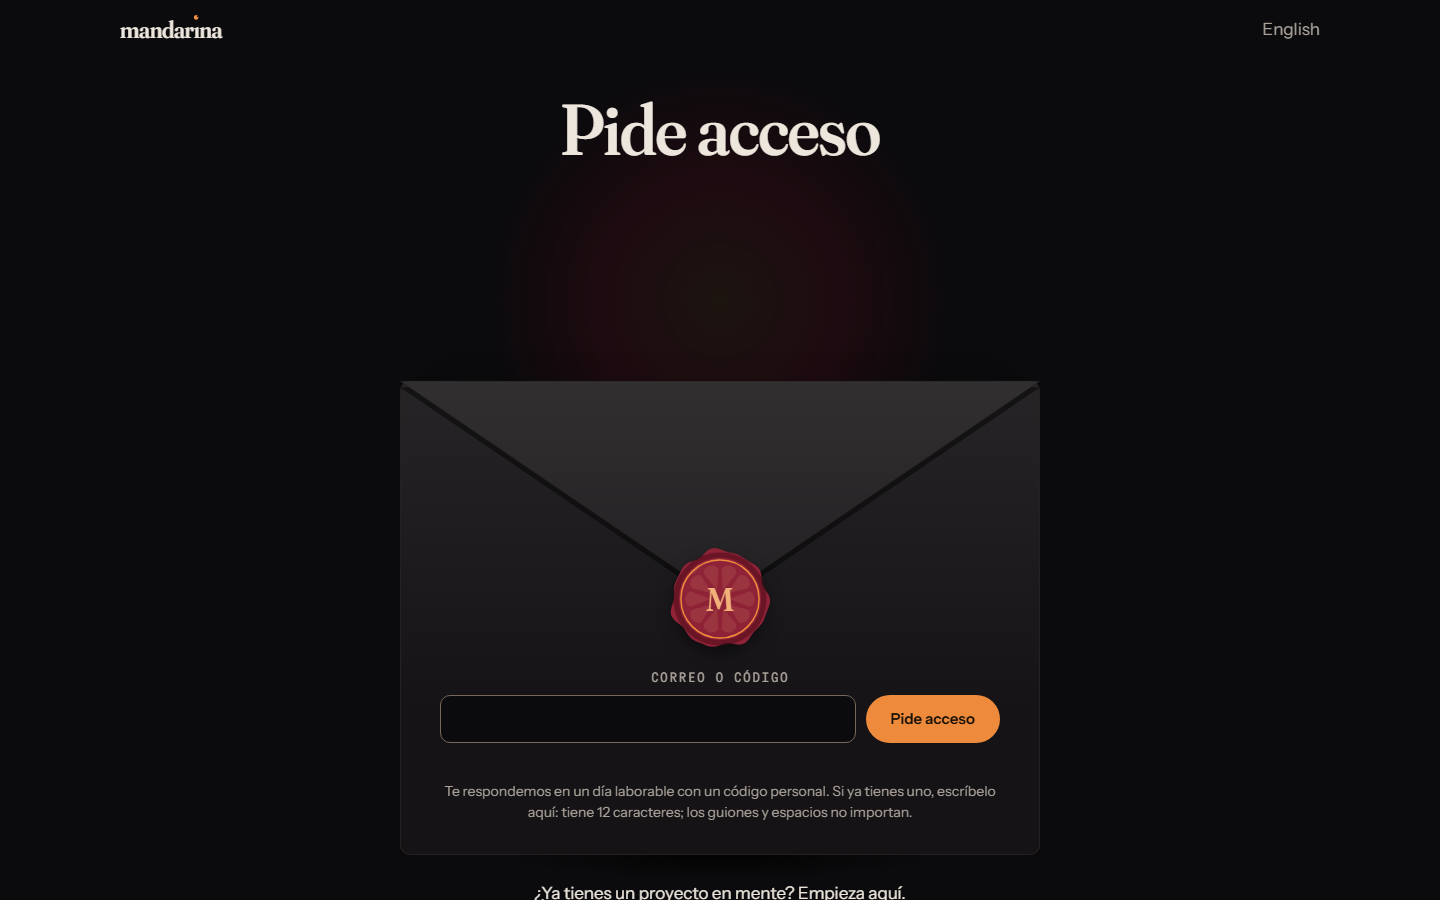 mandarina
English
Pide acceso
M
CORREO O CÓDIGO
Pide acceso
Te respondemos en un día laborable con un código personal. Si ya tienes uno, escríbelo
aquí: tiene 12 caracteres; los guiones y espacios no importan.
¿Ya tienes un proyecto en mente? Empieza aquí.